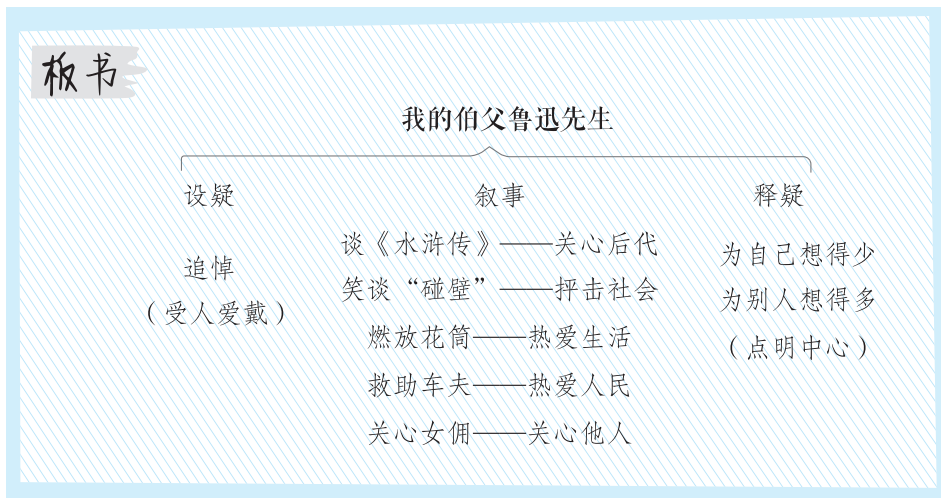 板书
我的伯父鲁迅先生
设疑
追悼
（受人爱戴）
叙事
谈《水浒传》——关心后代
笑谈“碰壁”——抨击社会
燃放花筒——热爱生活
救助车夫——热爱人民
关心女佣——关心他人
释疑
为自己想得少
为别人想得多
（点明中心）